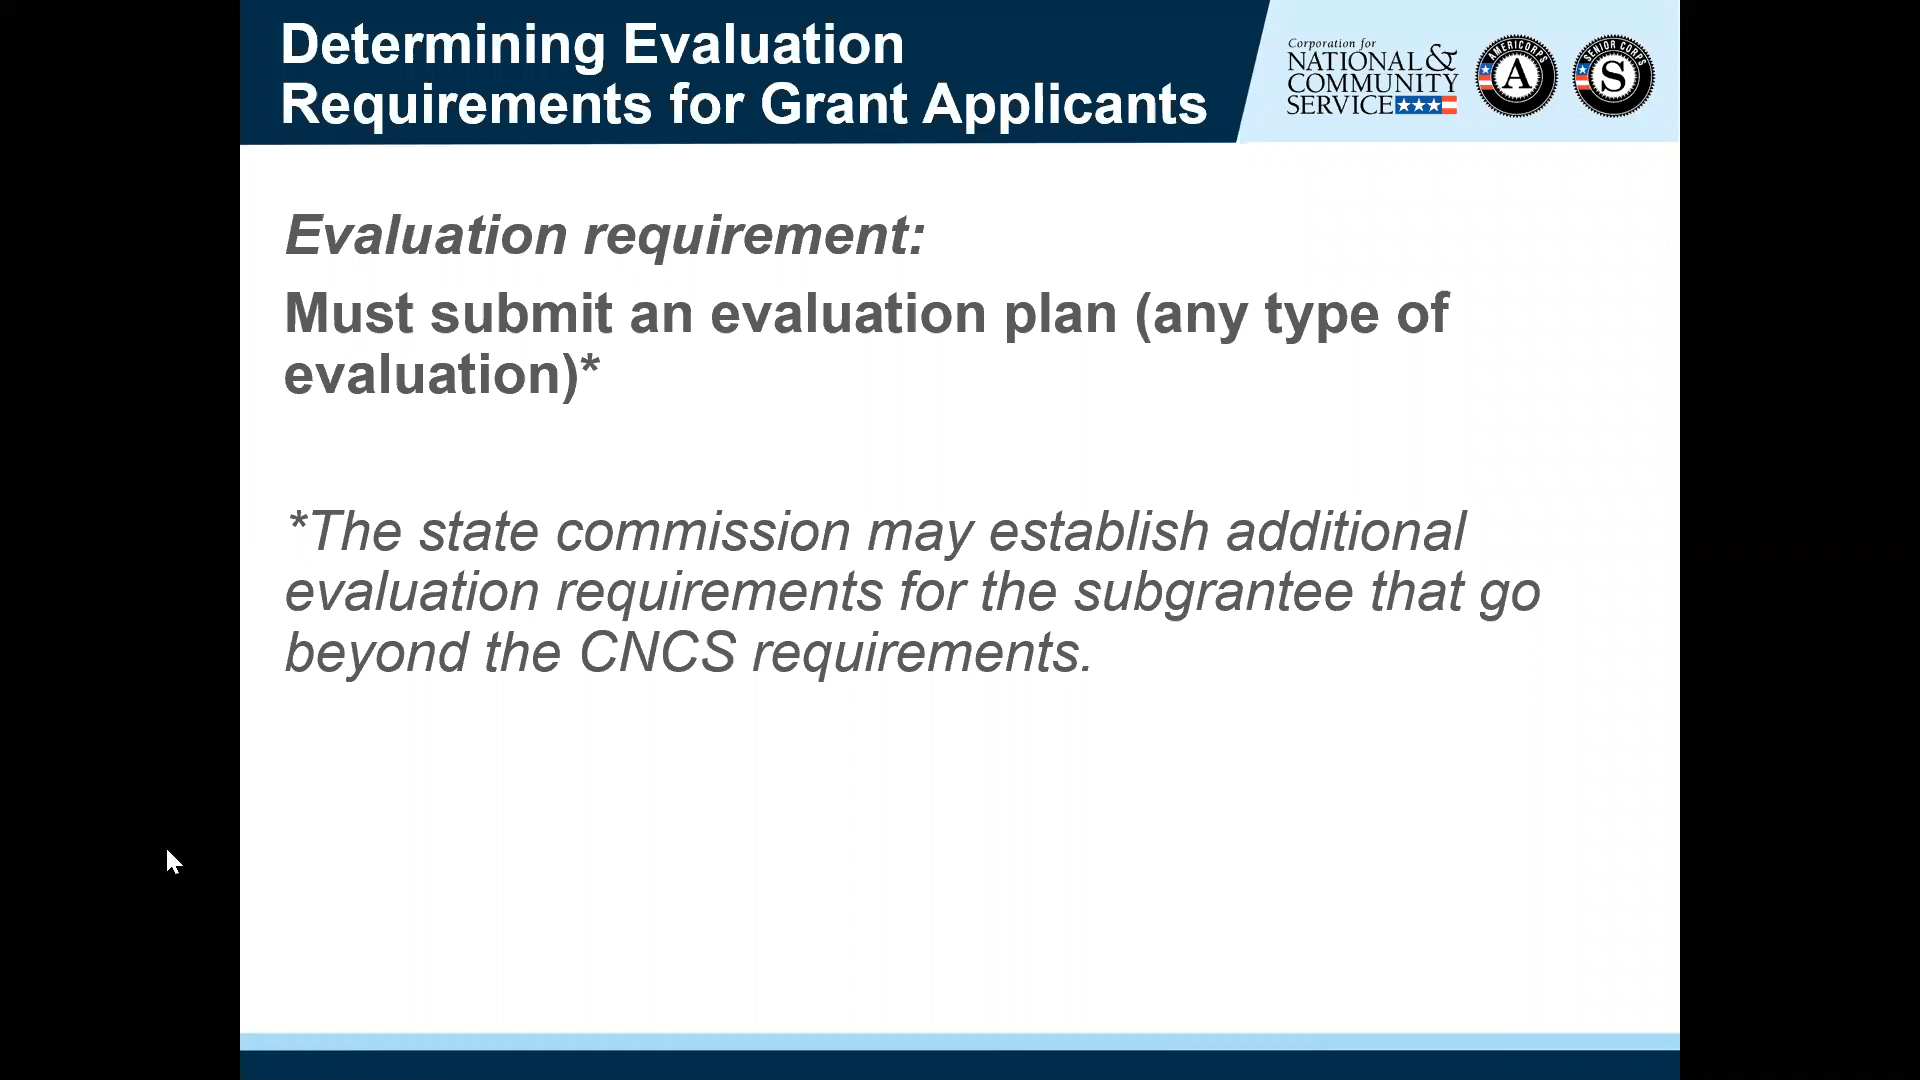 Determining Evaluation
Requirements for Grant Applicants
Corporation for
NATIONAL &
COMMUNITY
SERVICE
AMERICORPS
A
SENIOR CORPS
S
Evaluation requirement:
Must submit an evaluation plan (any type of
evaluation)*
*The state commission may establish additional
evaluation requirements for the subgrantee that go
beyond the CNCS requirements.